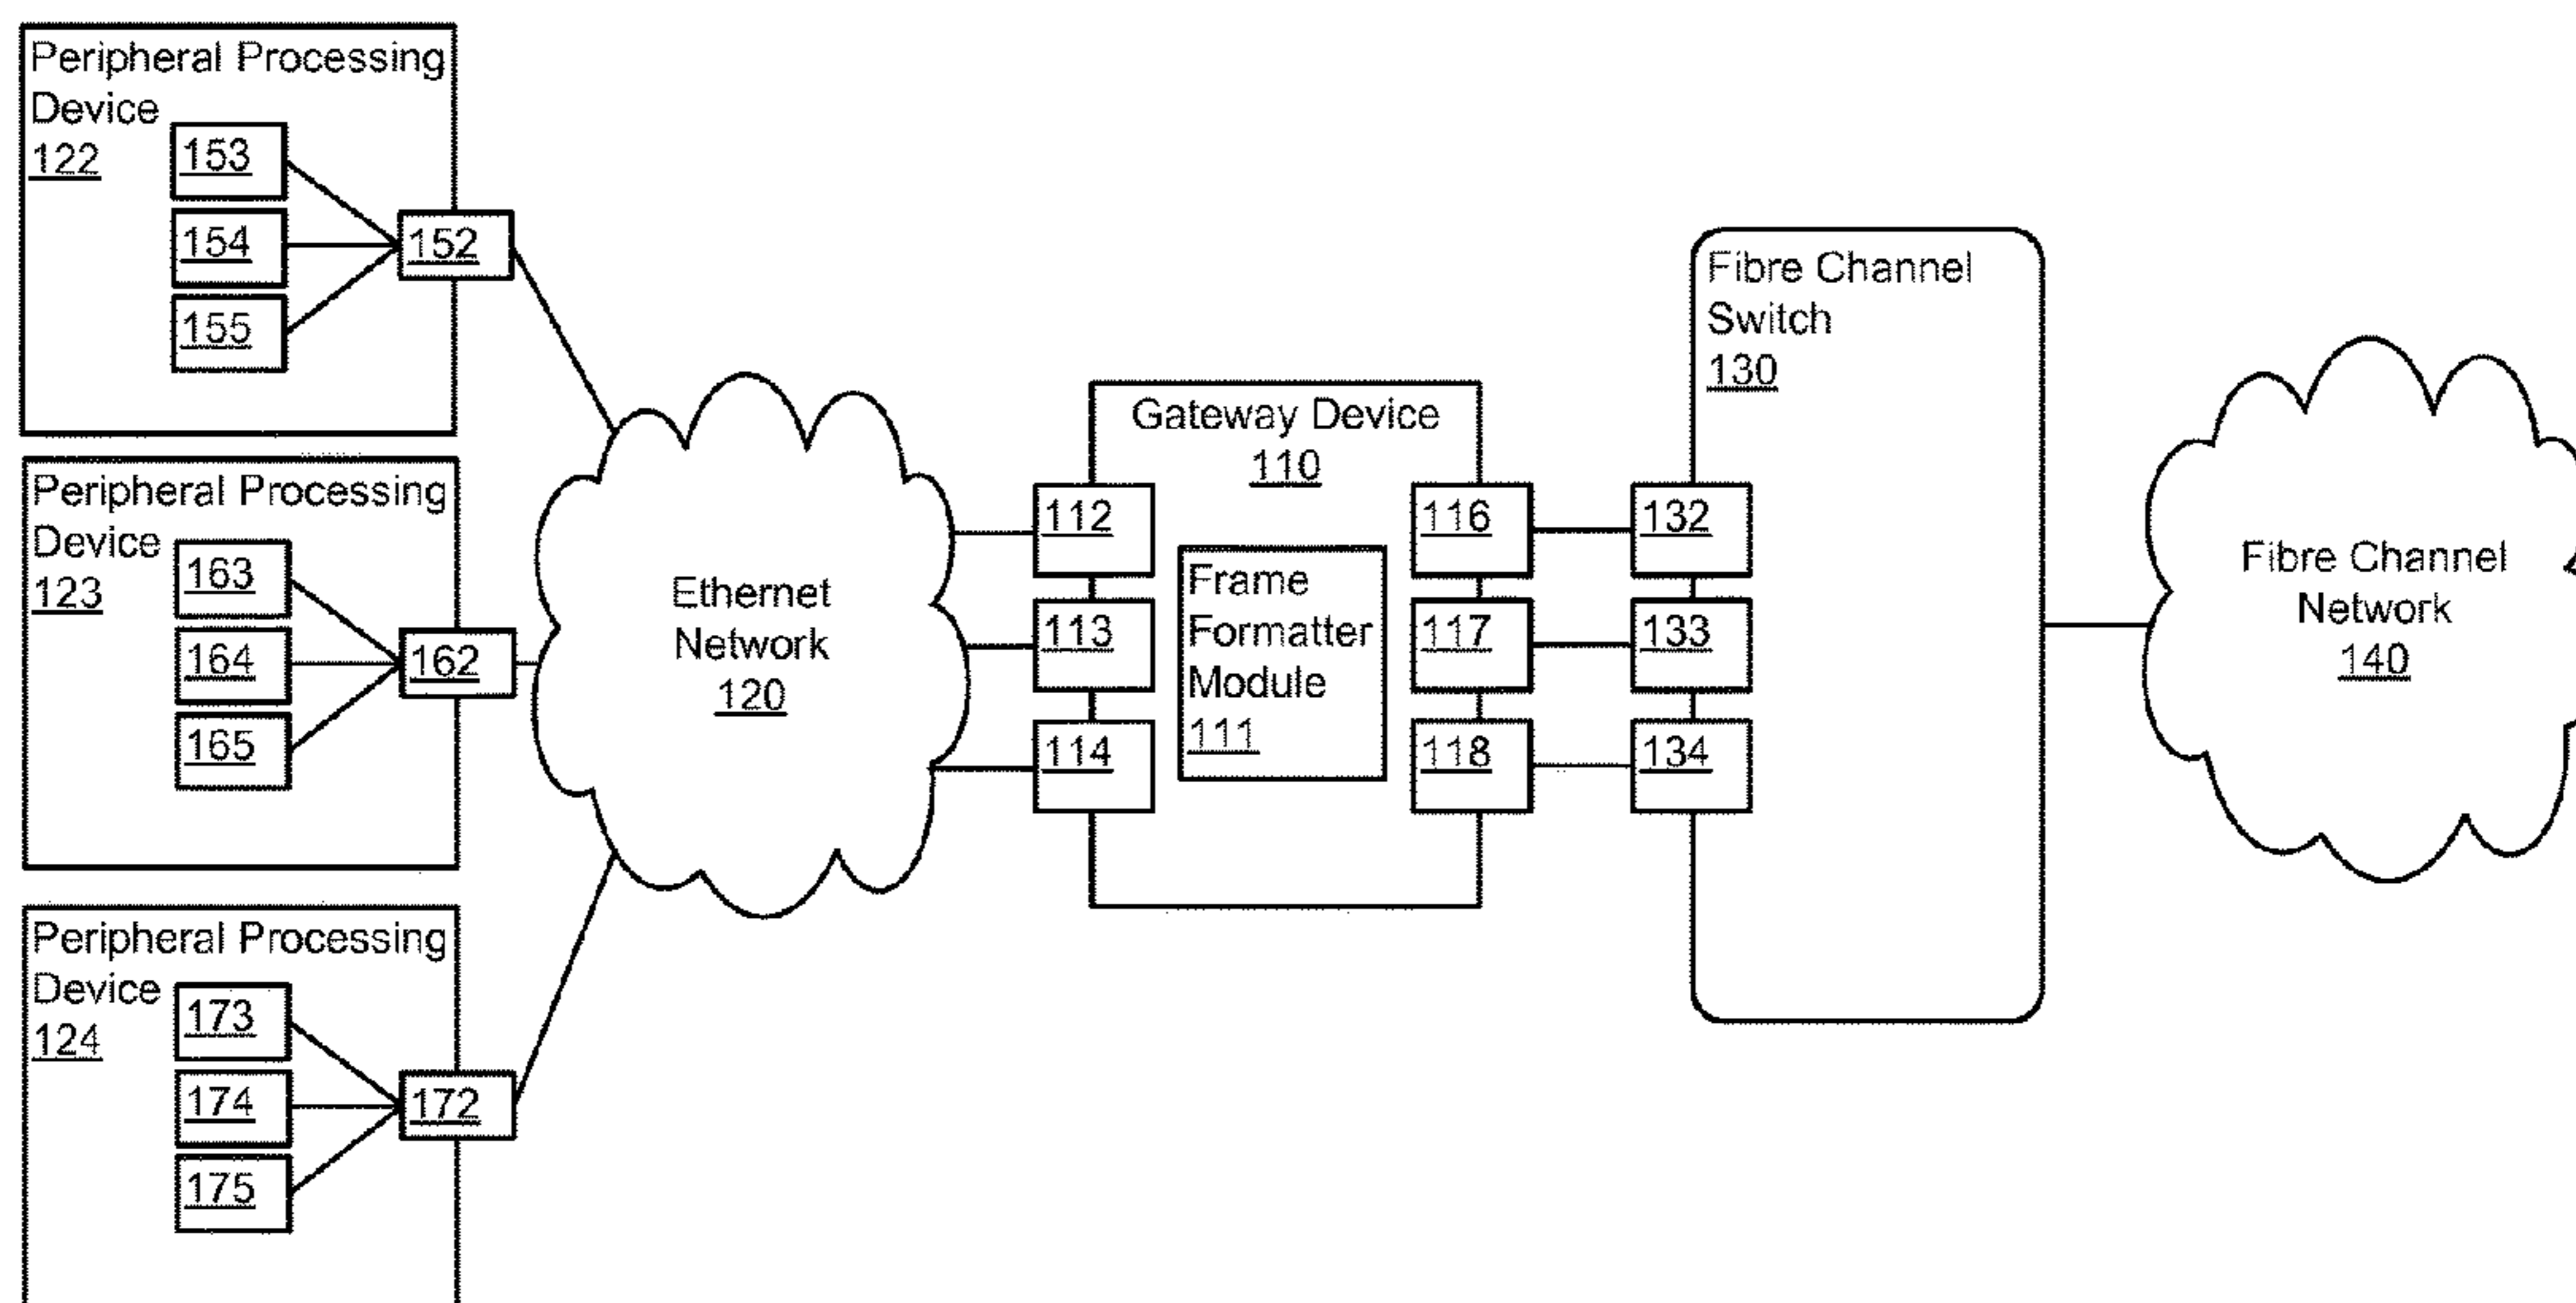 Peripheral Processing
Device
122
153
154
155
152
Peripheral Processing
Device
123
163
164
165
162
Peripheral Processing
Device
124
173
174
175
172
Ethernet
Network
120
Gateway Device
110
112
113
114
Frame
Formatter
Module
111
116
117
118
Fibre Channel
Switch
130
132
133
134
Fibre Channel
Network
140